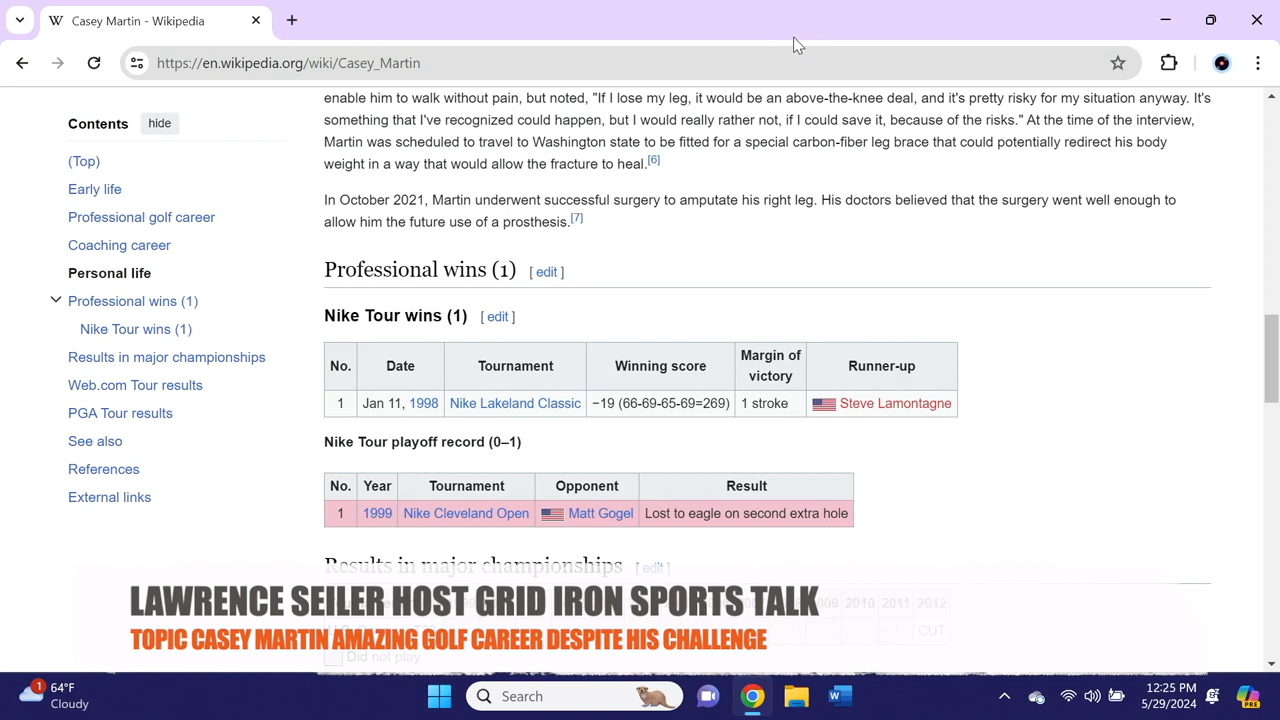 Casey Martin - Wikipedia
https://en.wikipedia.org/wiki/Casey_Martin
Contents hide
(Top)
Early life
Professional golf career
Coaching career
Personal life
Professional wins (1)
Nike Tour wins (1)
Results in major championships
Web.com Tour results
PGA Tour results
See also
References
External links
enable him to walk without pain, but noted, "If I lose my leg, it would be an above-the-knee deal, and it's pretty risky for my situation anyway. It's
something that I've recognized could happen, but I would really rather not, if I could save it, because of the risks." At the time of the interview,
Martin was scheduled to travel to Washington state to be fitted for a special carbon-fiber leg brace that could potentially redirect his body
weight in a way that would allow the fracture to heal.[6]
In October 2021, Martin underwent successful surgery to amputate his right leg. His doctors believed that the surgery went well enough to
allow him the future use of a prosthesis.[7]
Professional wins (1) [ edit ]
Nike Tour wins (1) [ edit ]
No. Date Tournament Winning score Margin of victory Runner-up
1 Jan 11, 1998 Nike Lakeland Classic −19 (66-69-65-69=269) 1 stroke Steve Lamontagne
Nike Tour playoff record (0–1)
No. Year Tournament Opponent Result
1 1999 Nike Cleveland Open Matt Gogel Lost to eagle on second extra hole
Results in major championships [ edit ]
2010 2011 2012
CUT
Did not play
LAWRENCE SEILER HOST GRID IRON SPORTS TALK
TOPIC CASEY MARTIN AMAZING GOLF CAREER DESPITE HIS CHALLENGE
1
64°F
Cloudy
Search
12:25 PM
5/29/2024
PRE